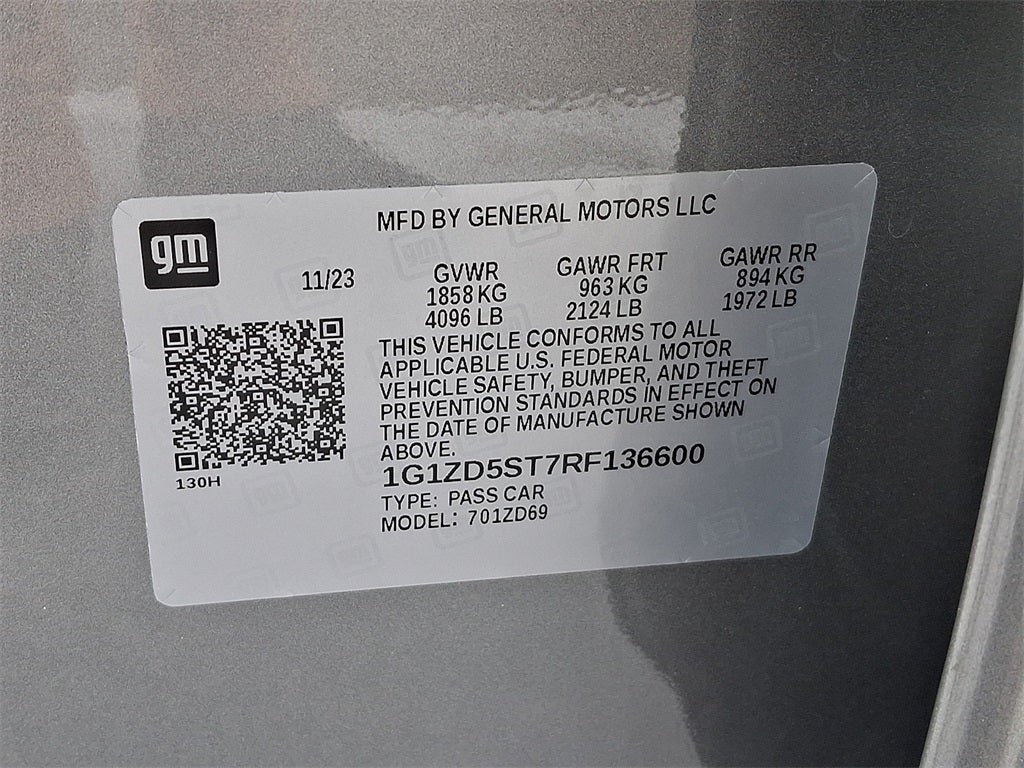 gm
MFD BY GENERAL MOTORS LLC
11/23
GVWR
1858 KG
4096 LB
GAWR FRT
963 KG
2124 LB
GAWR RR
894 KG
1972 LB
THIS VEHICLE CONFORMS TO ALL
APPLICABLE U.S. FEDERAL MOTOR
VEHICLE SAFETY, BUMPER, AND THEFT
PREVENTION STANDARDS IN EFFECT ON
THE DATE OF MANUFACTURE SHOWN
ABOVE.
1G1ZD5ST7RF136600
130H
TYPE: PASS CAR
MODEL: 701ZD69